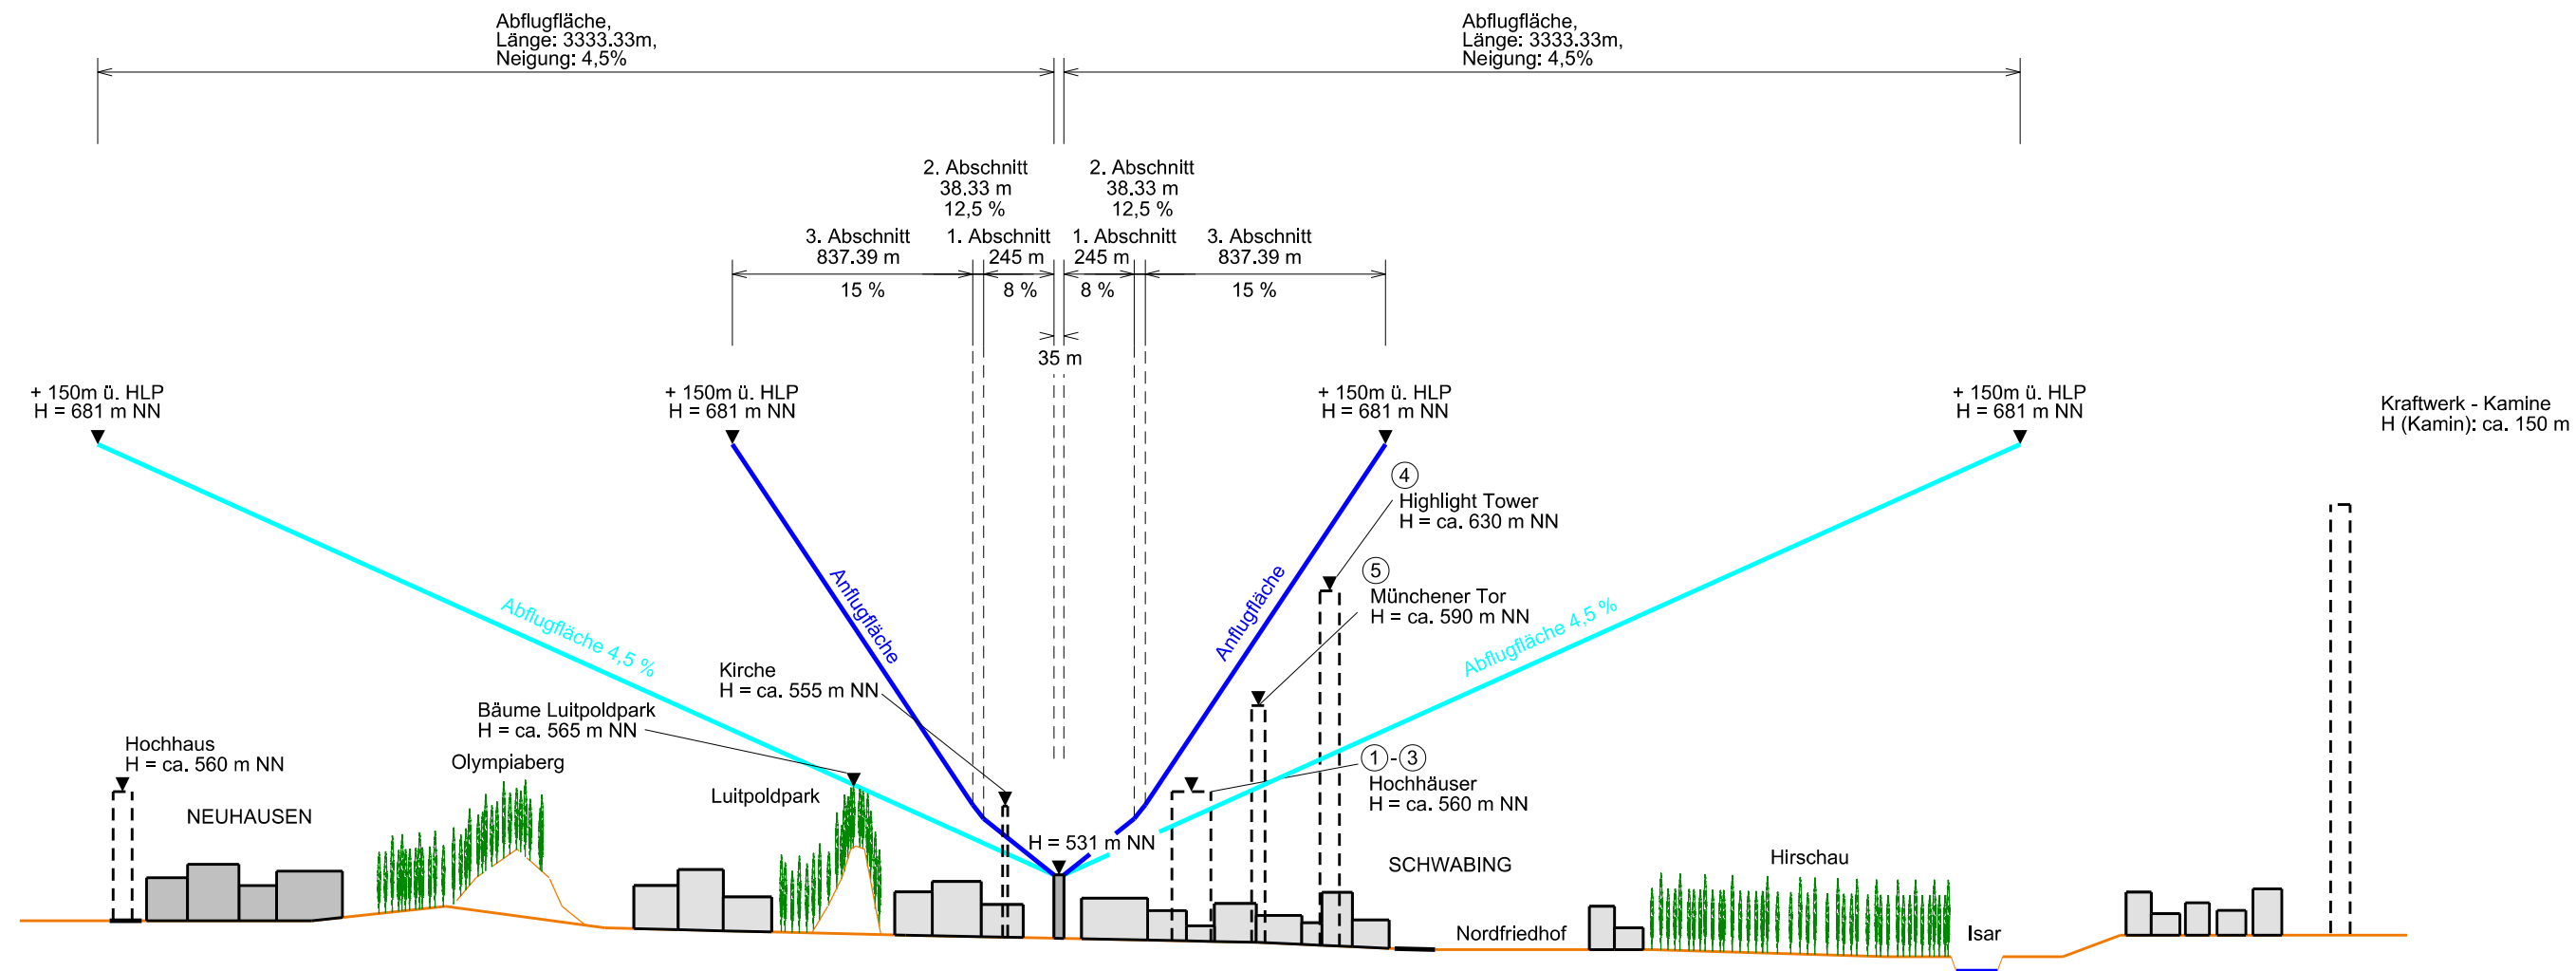 Abflugfläche,
Länge: 3333.33m,
Neigung: 4,5%
Abflugfläche,
Länge: 3333.33m,
Neigung: 4,5%
2. Abschnitt
38.33 m
12,5 %
2. Abschnitt
38.33 m
12,5 %
3. Abschnitt
837.39 m
15 %
1. Abschnitt
245 m
8 %
1. Abschnitt
245 m
8 %
3. Abschnitt
837.39 m
15 %
35 m
+ 150m ü. HLP
H = 681 m NN
+ 150m ü. HLP
H = 681 m NN
+ 150m ü. HLP
H = 681 m NN
+ 150m ü. HLP
H = 681 m NN
Kraftwerk - Kamine
H (Kamin): ca. 150 m
4
Highlight Tower
H = ca. 630 m NN
5
Münchener Tor
H = ca. 590 m NN
Anflugfläche
Anflugfläche
Abflugfläche 4,5 %
Abflugfläche 4,5 %
Kirche
H = ca. 555 m NN
Bäume Luitpoldpark
H = ca. 565 m NN
Hochhaus
H = ca. 560 m NN
Olympiaberg
1 - 3
Hochhäuser
H = ca. 560 m NN
Luitpoldpark
NEUHAUSEN
H = 531 m NN
SCHWABING
Hirschau
Nordfriedhof
Isar